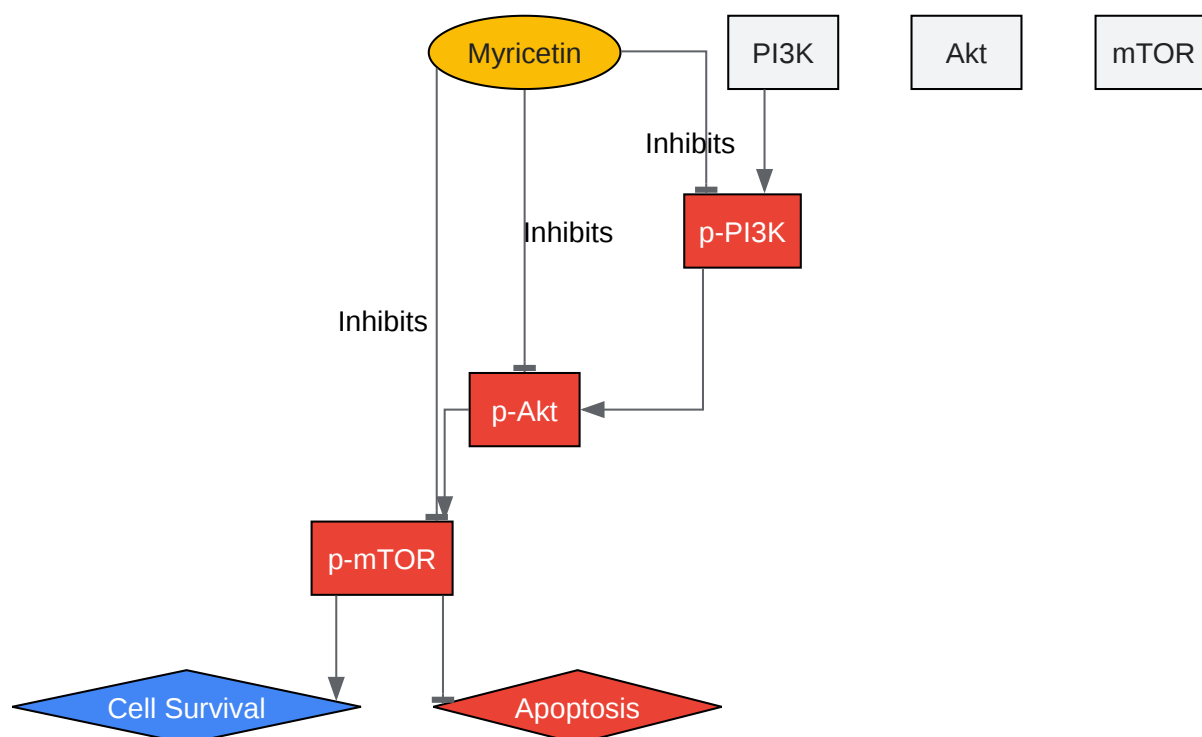 Myricetin
PI3K
Akt
mTOR
Inhibits
Inhibits
p-PI3K
Inhibits
p-Akt
p-mTOR
Cell Survival
Apoptosis